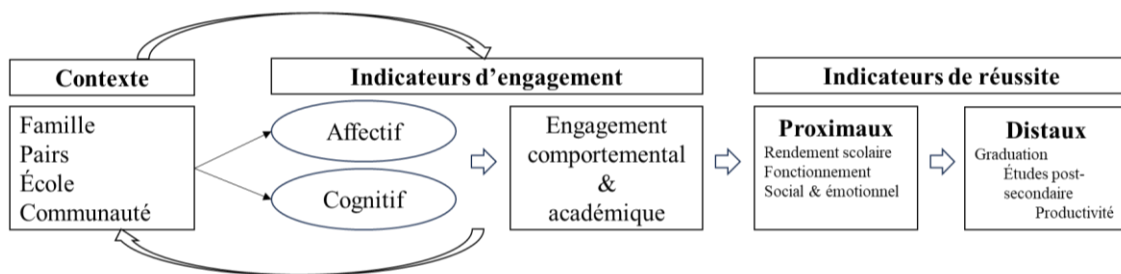 Contexte
Indicateurs d'engagement
Indicateurs de réussite
Famille
Pairs
École
Communauté
Affectif
Cognitif
Engagement
comportemental
&
académique
Proximaux
Rendement scolaire
Fonctionnement
Social & émotionnel
Distaux
Graduation
Études post-
secondaire
Productivité